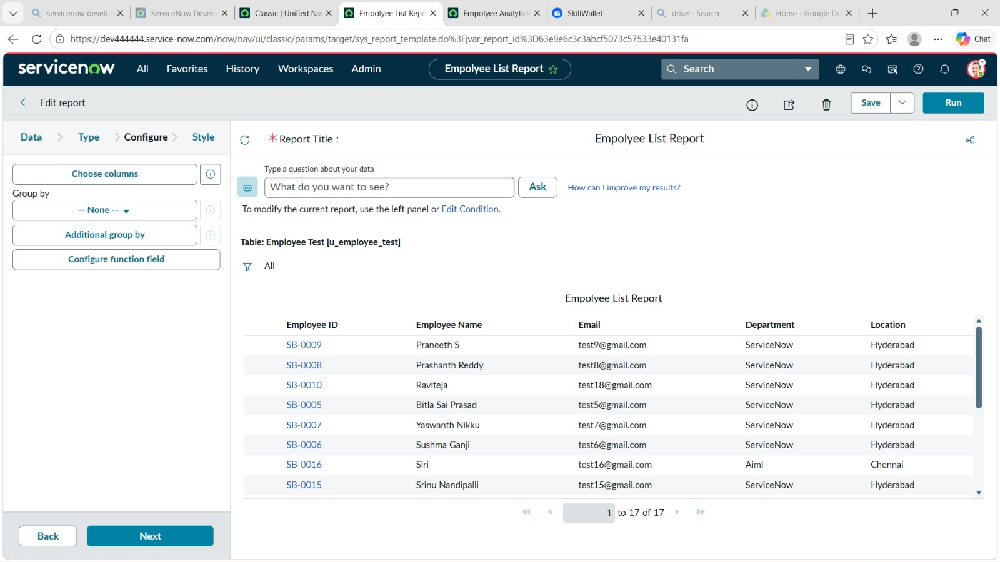 servicenow develop
ServiceNow Develo
Classic | Unified Na
Empolyee List Repo
Empolyee Analytics
SkillWallet
drive - Search
Home - Google Dri
https://dev444444.service-now.com/now/nav/ui/classic/params/target/sys_report_template.do%3Fjvar_report_id%3D63e9e6c3c3abcf5073c57533e40131fa
Chat
servicenow
All
Favorites
History
Workspaces
Admin
Empolyee List Report
Search
Edit report
Save
Run
Data
Type
Configure
Style
*Report Title :
Empolyee List Report
Choose columns
Group by
-- None --
Additional group by
Configure function field
Type a question about your data
What do you want to see?
Ask
How can I improve my results?
To modify the current report, use the left panel or Edit Condition.
Table: Employee Test [u_employee_test]
All
Empolyee List Report
Employee ID Employee Name Email Department Location
SB-0009 Praneeth S test9@gmail.com ServiceNow Hyderabad
SB-0008 Prashanth Reddy test8@gmail.com ServiceNow Hyderabad
SB-0010 Raviteja test18@gmail.com ServiceNow Hyderabad
SB-0005 Bitla Sai Prasad test5@gmail.com ServiceNow Hyderabad
SB-0007 Yaswanth Nikku test7@gmail.com ServiceNow Hyderabad
SB-0006 Sushma Ganji test6@gmail.com ServiceNow Hyderabad
SB-0016 Siri test16@gmail.com Aiml Chennai
SB-0015 Srinu Nandipalli test15@gmail.com ServiceNow Hyderabad
1 to 17 of 17
Back
Next